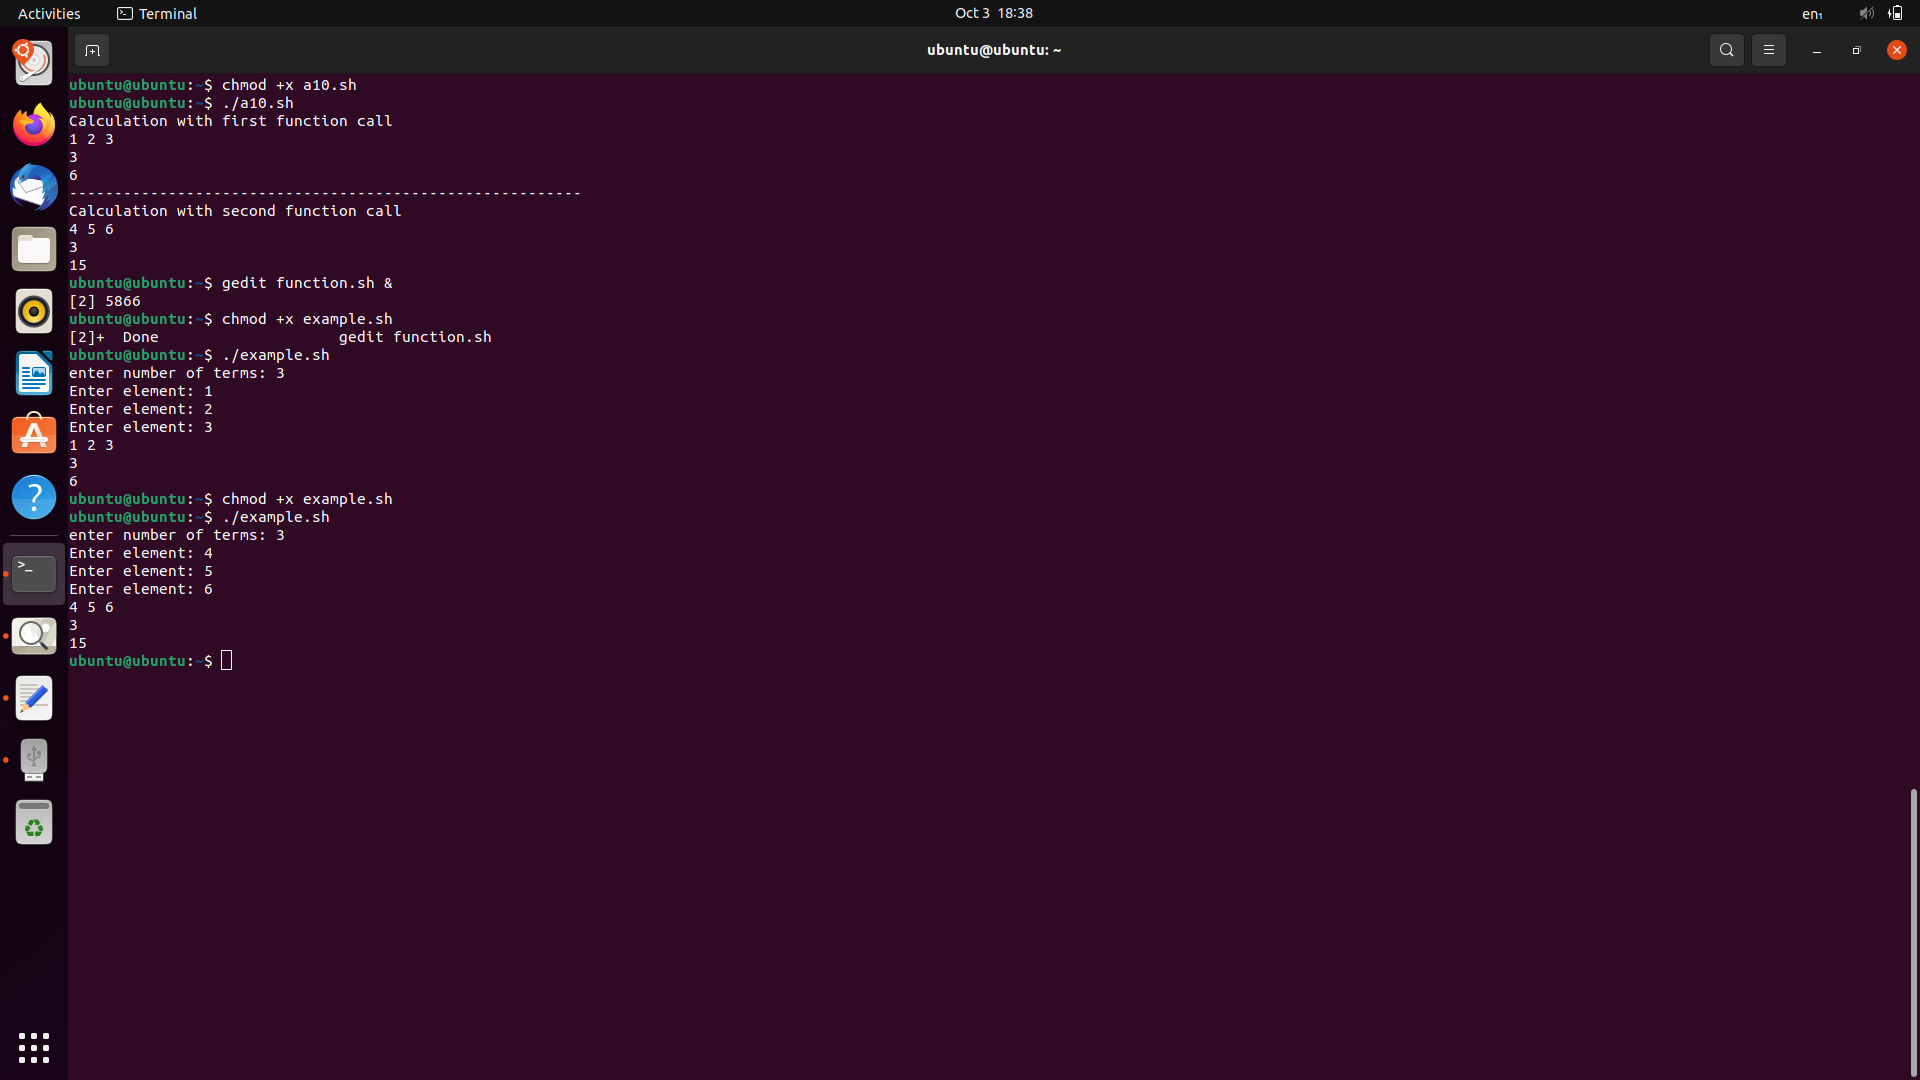 Activities Terminal Oct 3 18:38 en₁
ubuntu@ubuntu: ~
ubuntu@ubuntu:~$ chmod +x a10.sh
ubuntu@ubuntu:~$ ./a10.sh
Calculation with first function call
1 2 3
3
6
---------------------------------------------------------
Calculation with second function call
4 5 6
3
15
ubuntu@ubuntu:~$ gedit function.sh &
[2] 5866
ubuntu@ubuntu:~$ chmod +x example.sh
[2]+  Done                    gedit function.sh
ubuntu@ubuntu:~$ ./example.sh
enter number of terms: 3
Enter element: 1
Enter element: 2
Enter element: 3
1 2 3
3
6
ubuntu@ubuntu:~$ chmod +x example.sh
ubuntu@ubuntu:~$ ./example.sh
enter number of terms: 3
Enter element: 4
Enter element: 5
Enter element: 6
4 5 6
3
15
ubuntu@ubuntu:~$